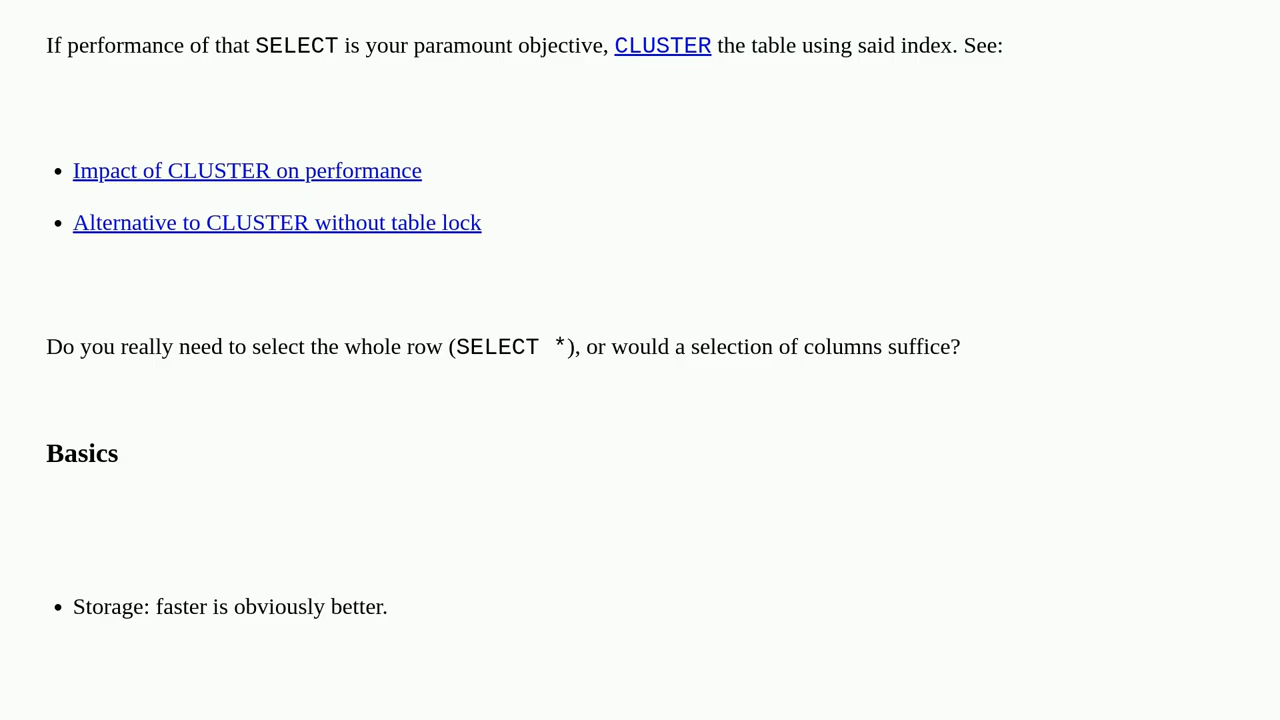 If performance of that SELECT is your paramount objective, CLUSTER the table using said index. See:
• Impact of CLUSTER on performance
• Alternative to CLUSTER without table lock
Do you really need to select the whole row (SELECT *), or would a selection of columns suffice?
Basics
• Storage: faster is obviously better.